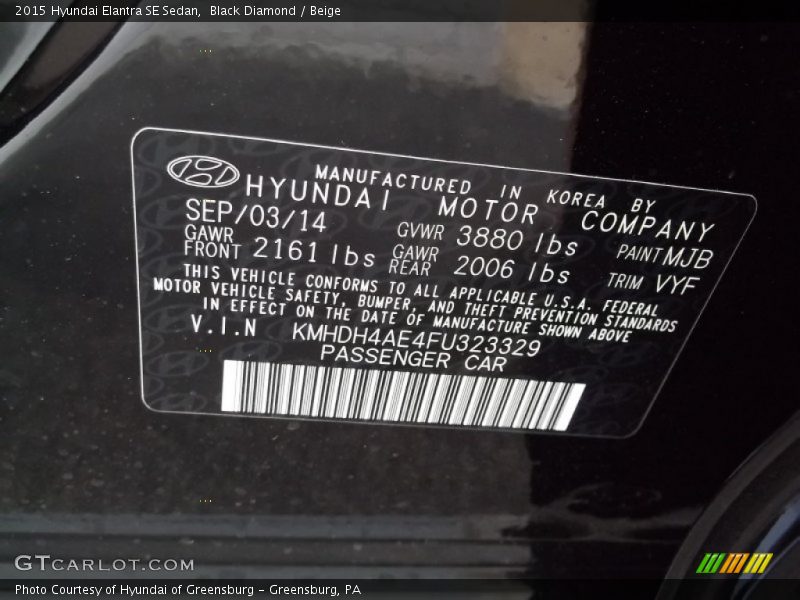 2015 Hyundai Elantra SE Sedan,  Black Diamond / Beige
MANUFACTURED IN KOREA BY
HYUNDAI MOTOR COMPANY
SEP/03/14 GVWR 3880 lbs PAINT MJB
GAWR FRONT 2161 lbs GAWR REAR 2006 lbs TRIM VYF
THIS VEHICLE CONFORMS TO ALL APPLICABLE U.S.A. FEDERAL
MOTOR VEHICLE SAFETY, BUMPER, AND THEFT PREVENTION STANDARDS
IN EFFECT ON THE DATE OF MANUFACTURE SHOWN ABOVE
V.I.N KMHDH4AE4FU323329
PASSENGER CAR
GTCARLOT.COM
Photo Courtesy of Hyundai of Greensburg - Greensburg, PA